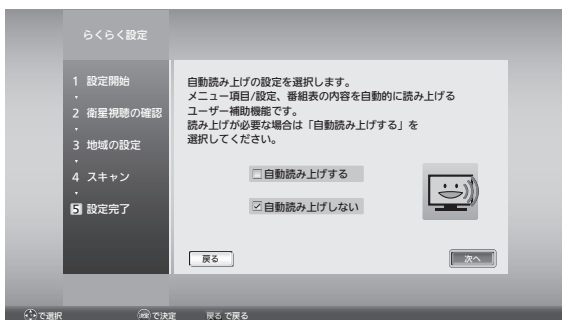 らくらく設定
1 設定開始
2 衛星視聴の確認
3 地域の設定
4 スキャン
5 設定完了
自動読み上げの設定を選択します。
メニュー項目/設定、番組表の内容を自動的に読み上げる
ユーザー補助機能です。
読み上げが必要な場合は「自動読み上げする」を
選択してください。
自動読み上げする
自動読み上げしない
戻る
次へ
で選択
で決定
戻る で戻る